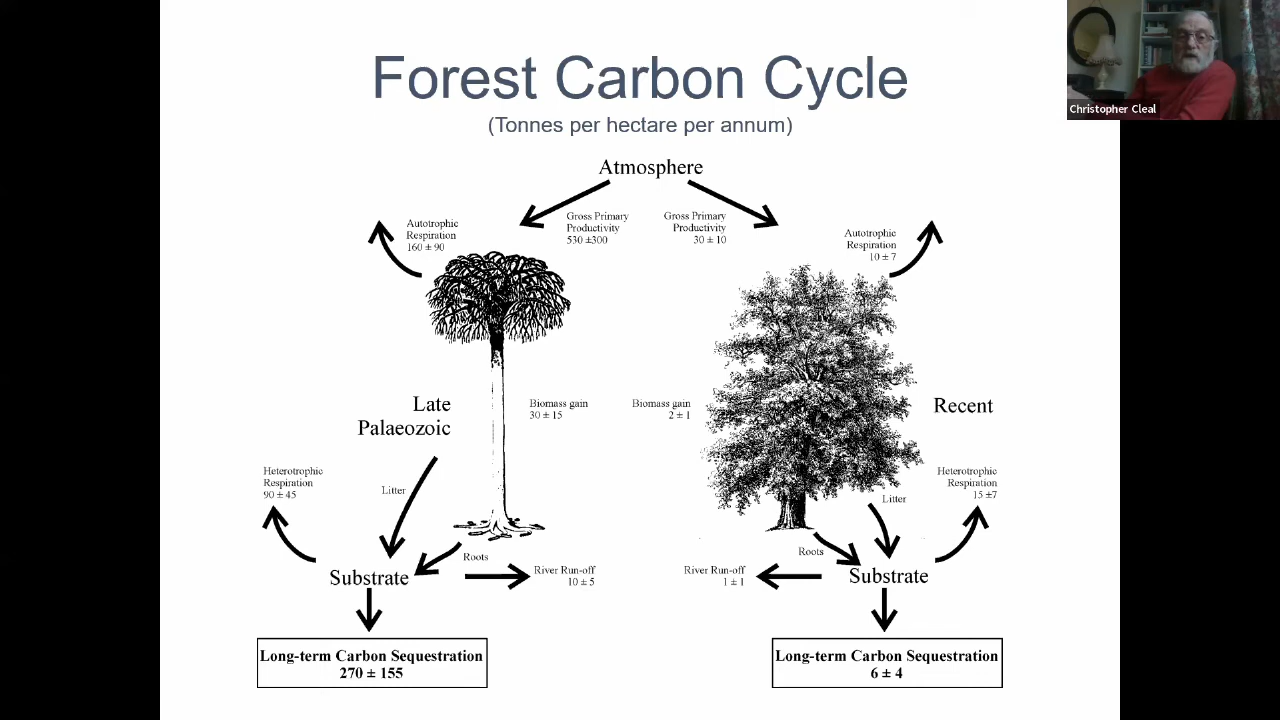 Forest Carbon Cycle
(Tonnes per hectare per annum)
Christopher Cleal
Atmosphere
Autotrophic
Respiration
160 ± 90
Gross Primary
Productivity
530 ±300
Gross Primary
Productivity
30 ± 10
Autotrophic
Respiration
10 ± 7
Late
Palaeozoic
Biomass gain
30 ± 15
Biomass gain
2 ± 1
Recent
Heterotrophic
Respiration
90 ± 45
Litter
Litter
Heterotrophic
Respiration
15 ±7
Roots
Roots
Substrate
River Run-off
10 ± 5
River Run-off
1 ± 1
Substrate
Long-term Carbon Sequestration
270 ± 155
Long-term Carbon Sequestration
6 ± 4